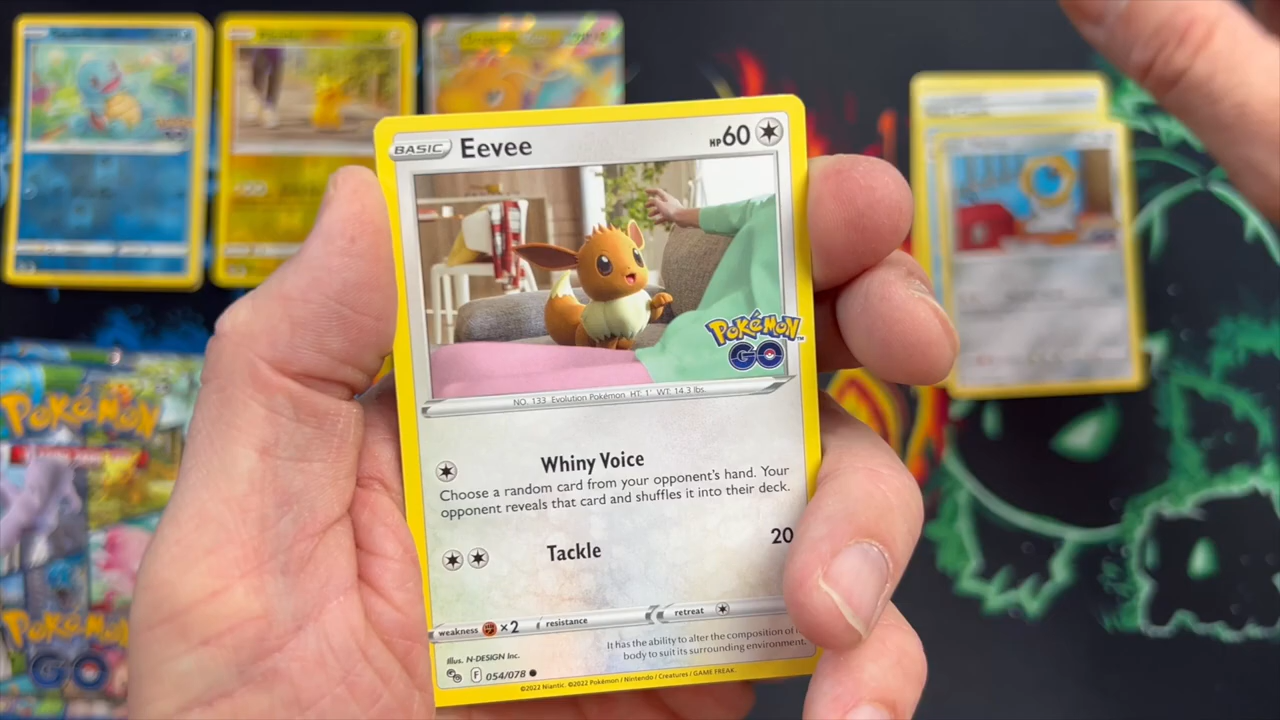 BASIC Eevee HP 60
POKÉMON™
GO
NO. 133 Evolution Pokémon HT: 1' WT: 14.3 lbs.
Whiny Voice
Choose a random card from your opponent's hand. Your
opponent reveals that card and shuffles it into their deck.
Tackle 20
weakness ×2 resistance retreat
It has the ability to alter the composition of
body to suit its surrounding environment.
Illus. N-DESIGN Inc.
F 054/078
©2022 Niantic. ©2022 Pokémon / Nintendo / Creatures / GAME FREAK.
POKÉMON
POKÉMON
GO